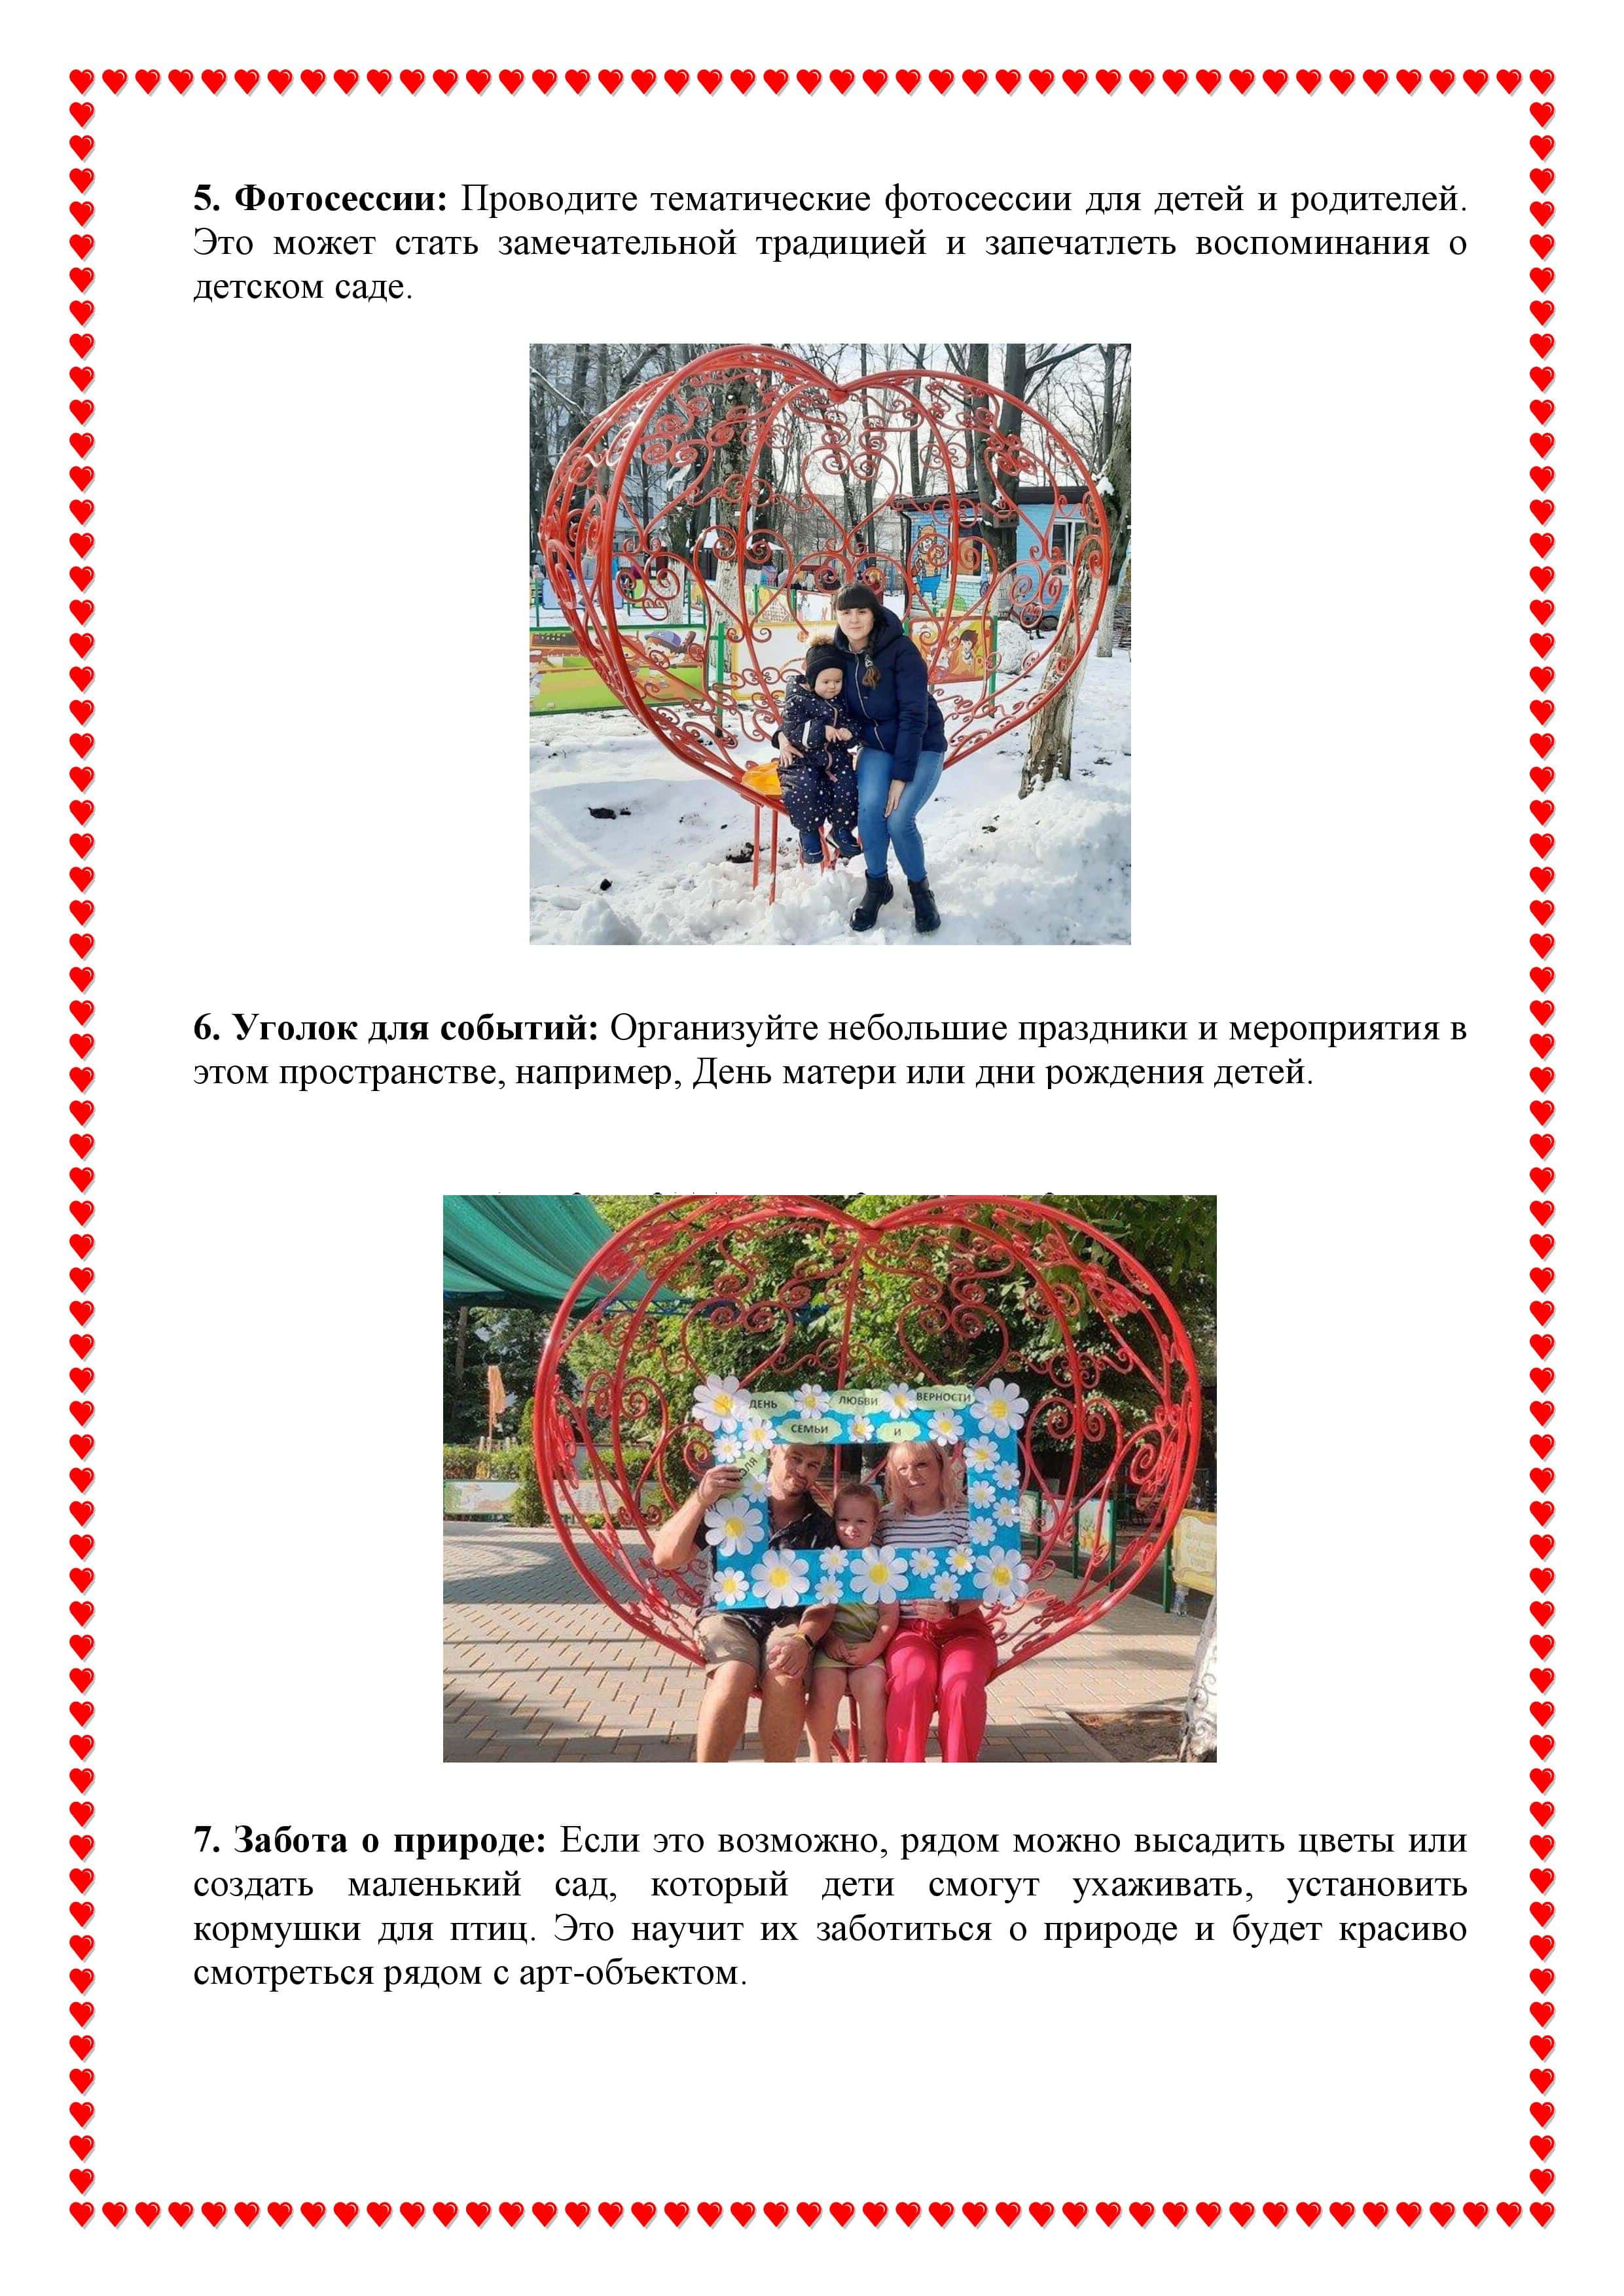 5. Фотосессии: Проводите тематические фотосессии для детей и родителей.
Это может стать замечательной традицией и запечатлеть воспоминания о
детском саде.
6. Уголок для событий: Организуйте небольшие праздники и мероприятия в
этом пространстве, например, День матери или дни рождения детей.
ДЕНЬ ЛЮБВИ ВЕРНОСТИ
СЕМЬИ И
7. Забота о природе: Если это возможно, рядом можно высадить цветы или
создать маленький сад, который дети смогут ухаживать, установить
кормушки для птиц. Это научит их заботиться о природе и будет красиво
смотреться рядом с арт-объектом.